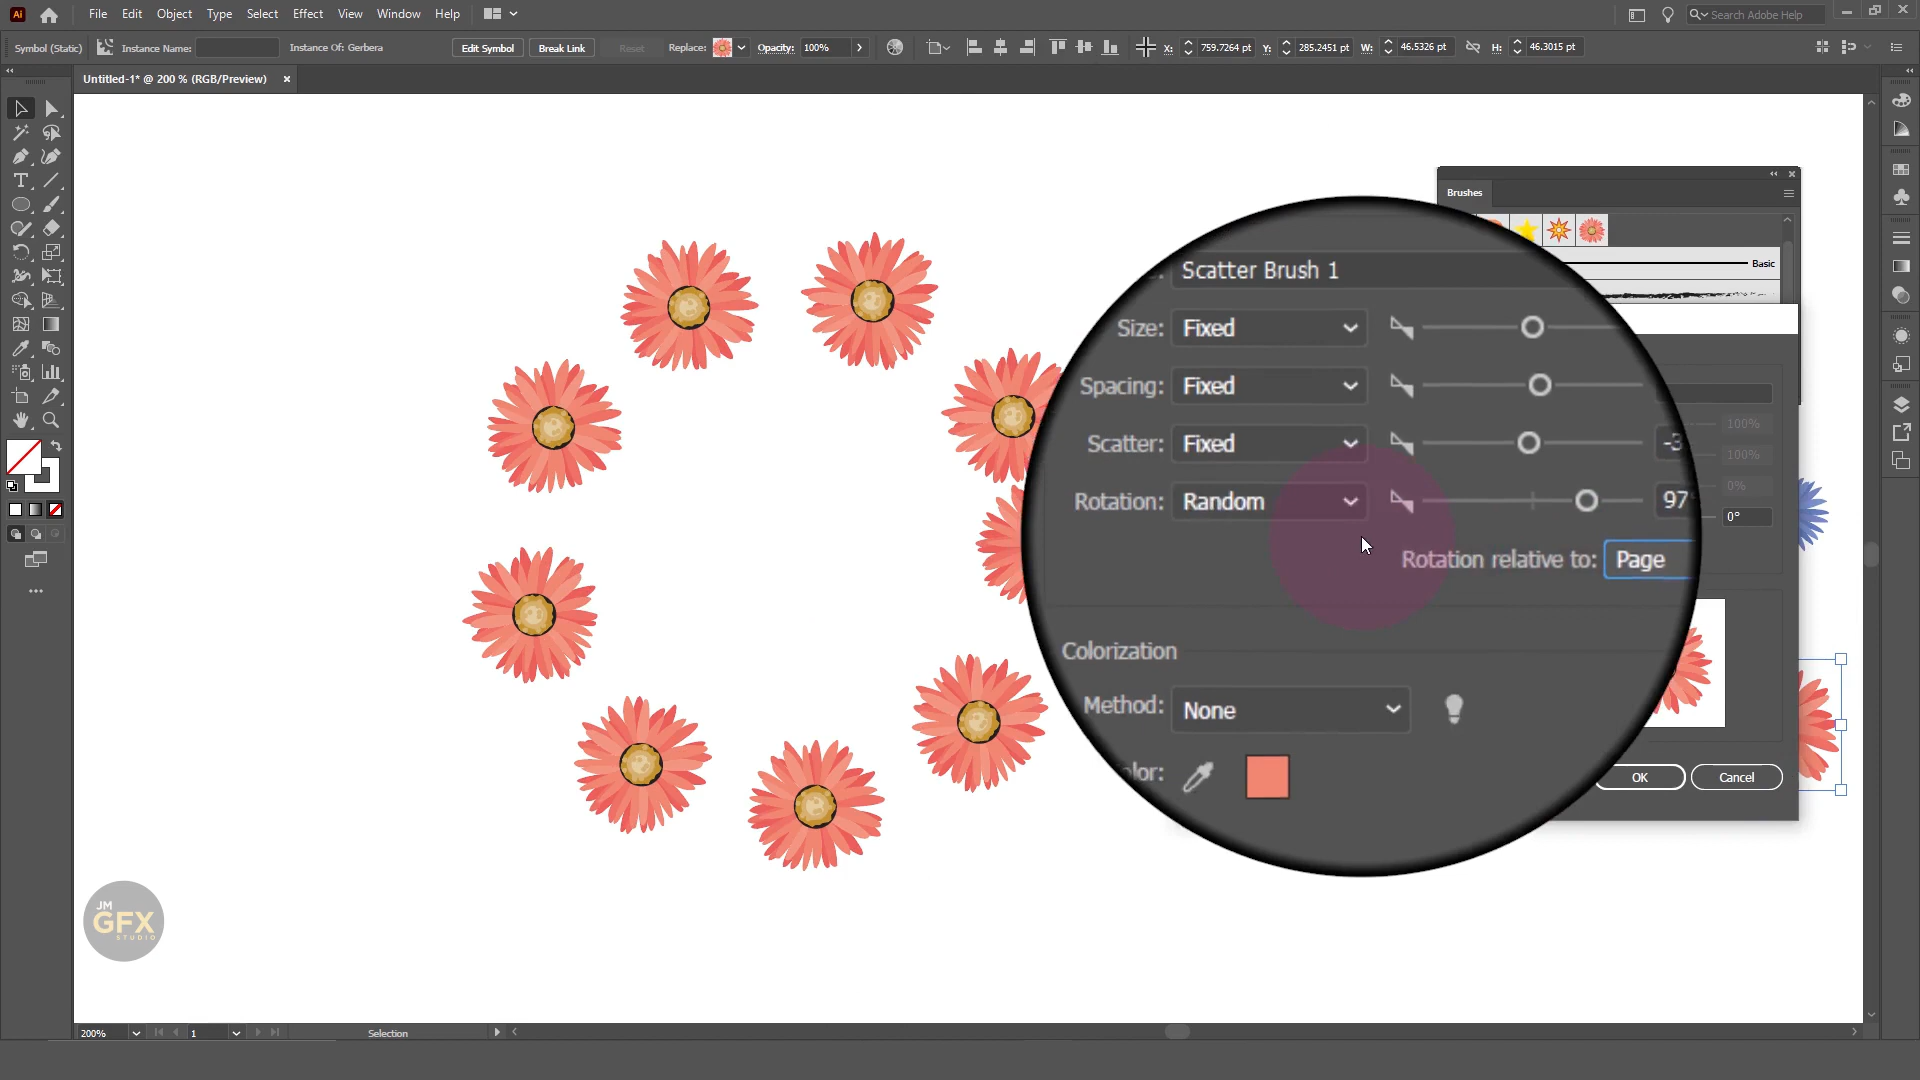 Ai File Edit Object Type Select Effect View Window Help Search Adobe Help
Symbol (Static) Instance Name: Instance Of: Gerbera Edit Symbol Break Link Reset Replace: Opacity: 100% X: 759.7264 pt Y: 285.2451 pt W: 46.5326 pt H: 46.3015 pt
Untitled-1* @ 200 % (RGB/Preview)
Brushes
Basic
Scatter Brush 1
Size: Fixed
Spacing: Fixed
100%
Scatter: Fixed -3
100%
0%
Rotation: Random 97°
0°
Rotation relative to: Page
Colorization
Method: None
OK Cancel
JM
GFX
STUDIO
200% 1 Selection